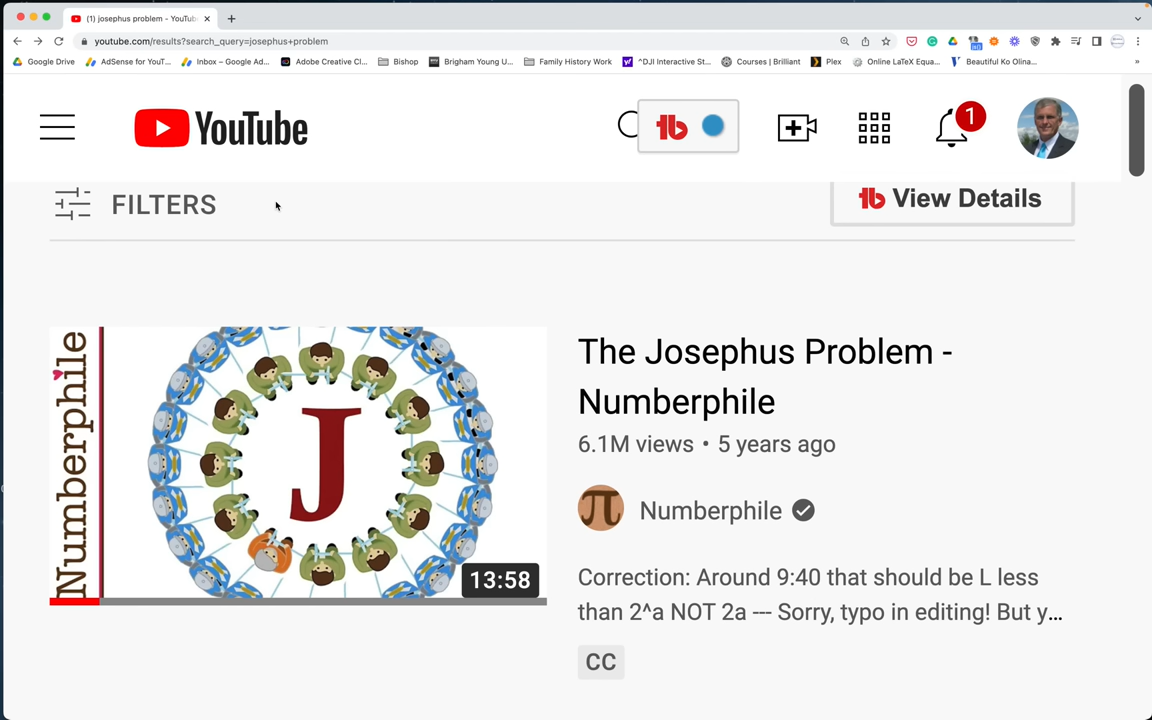 (1) josephus problem - YouTub
youtube.com/results?search_query=josephus+problem
Google Drive
AdSense for YouT...
Inbox – Google Ad...
Adobe Creative Cl...
Bishop
Brigham Young U...
Family History Work
^DJI Interactive St...
Courses | Brilliant
Plex
Online LaTeX Equa...
Beautiful Ko Olina...
»
YouTube
tb
1
FILTERS
tb View Details
Numberphile
J
13:58
The Josephus Problem -
Numberphile
6.1M views • 5 years ago
π
Numberphile
Correction: Around 9:40 that should be L less
than 2^a NOT 2a --- Sorry, typo in editing! But y...
CC